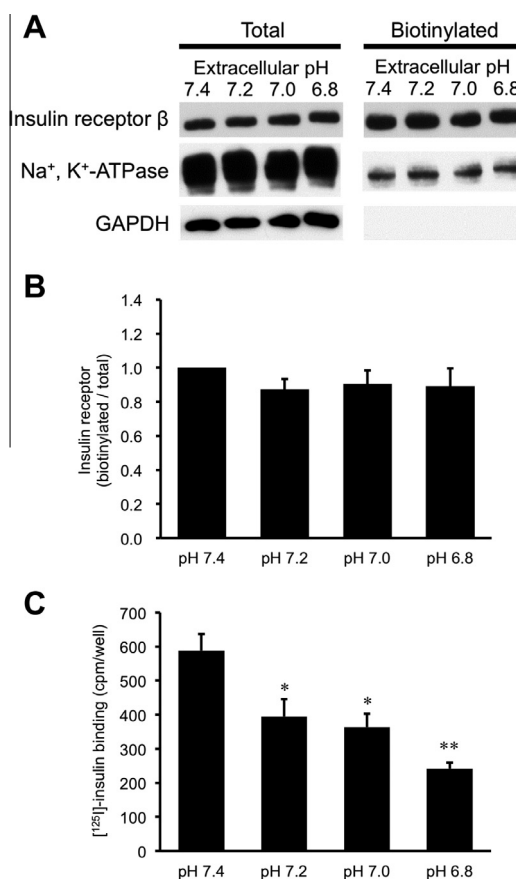 A
Total
Biotinylated
Extracellular pH
Extracellular pH
7.4 7.2 7.0 6.8
7.4 7.2 7.0 6.8
Insulin receptor β
Na⁺, K⁺-ATPase
GAPDH
B
Insulin receptor
(biotinylated / total)
1.4
1.2
1.0
0.8
0.6
0.4
0.2
0.0
pH 7.4 pH 7.2 pH 7.0 pH 6.8
C
[¹²⁵I]-insulin binding (cpm/well)
700
600
500
400
300
200
100
0
*
*
**
pH 7.4 pH 7.2 pH 7.0 pH 6.8